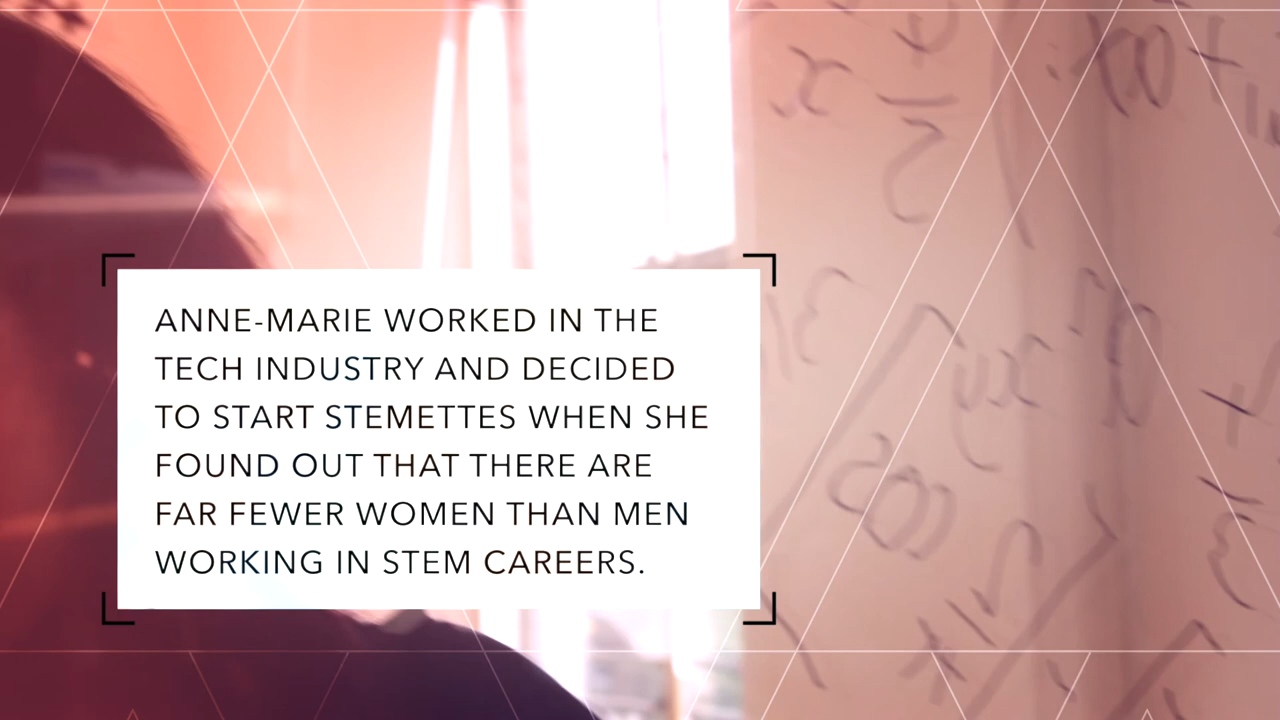 ANNE-MARIE WORKED IN THE
TECH INDUSTRY AND DECIDED
TO START STEMETTES WHEN SHE
FOUND OUT THAT THERE ARE
FAR FEWER WOMEN THAN MEN
WORKING IN STEM CAREERS.